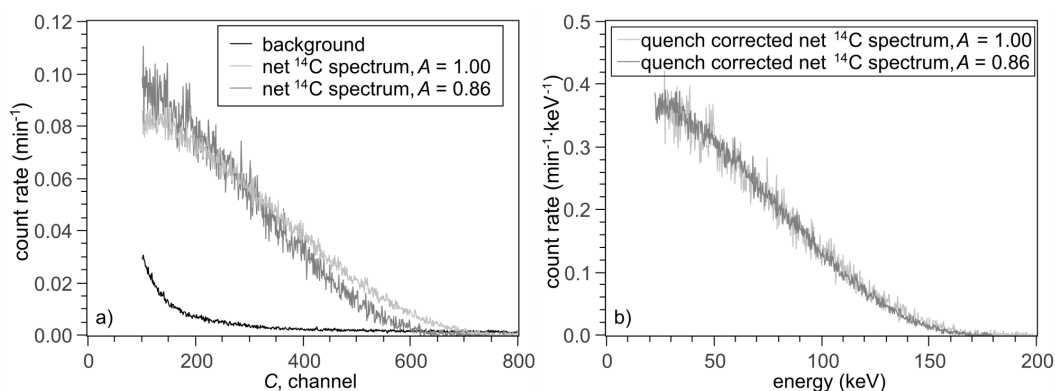 0.12
0.10
0.08
0.06
0.04
0.02
0.00
count rate (min⁻¹)
background
net ¹⁴C spectrum, A = 1.00
net ¹⁴C spectrum, A = 0.86
a)
0 200 400 600 800
C, channel
0.5
0.4
0.3
0.2
0.1
0.0
count rate (min⁻¹·keV⁻¹)
quench corrected net ¹⁴C spectrum, A = 1.00
quench corrected net ¹⁴C spectrum, A = 0.86
b)
0 50 100 150 200
energy (keV)